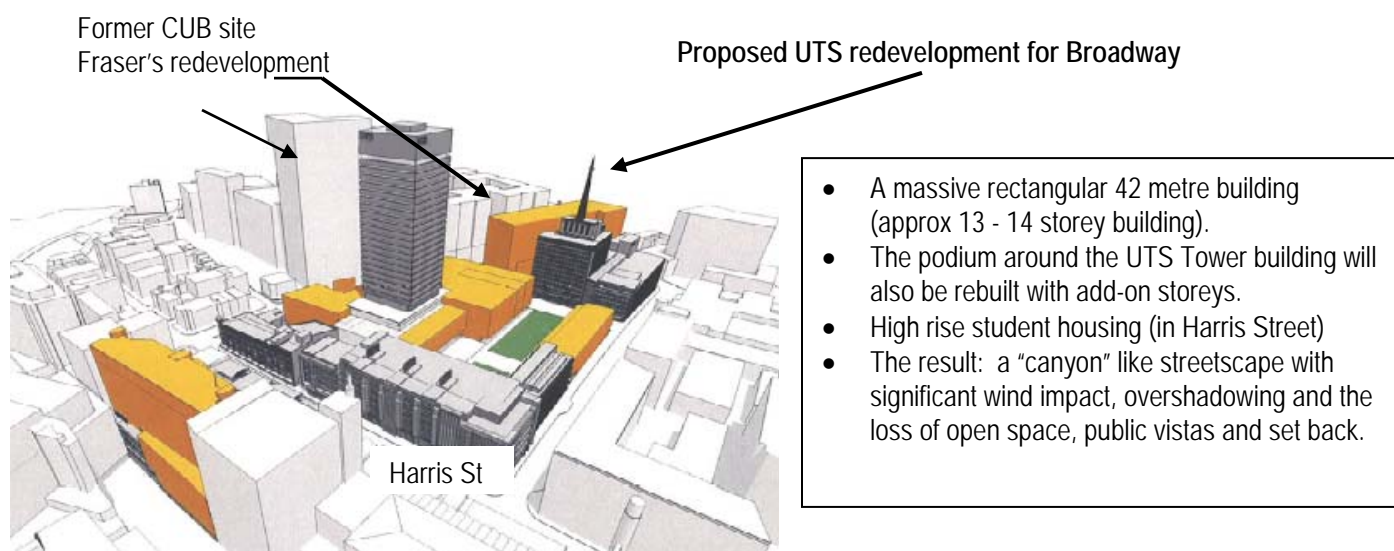 Former CUB site
Fraser's redevelopment
Proposed UTS redevelopment for Broadway
• A massive rectangular 42 metre building
(approx 13 - 14 storey building).
• The podium around the UTS Tower building will
also be rebuilt with add-on storeys.
• High rise student housing (in Harris Street)
• The result: a “canyon” like streetscape with
significant wind impact, overshadowing and the
loss of open space, public vistas and set back.
Harris St